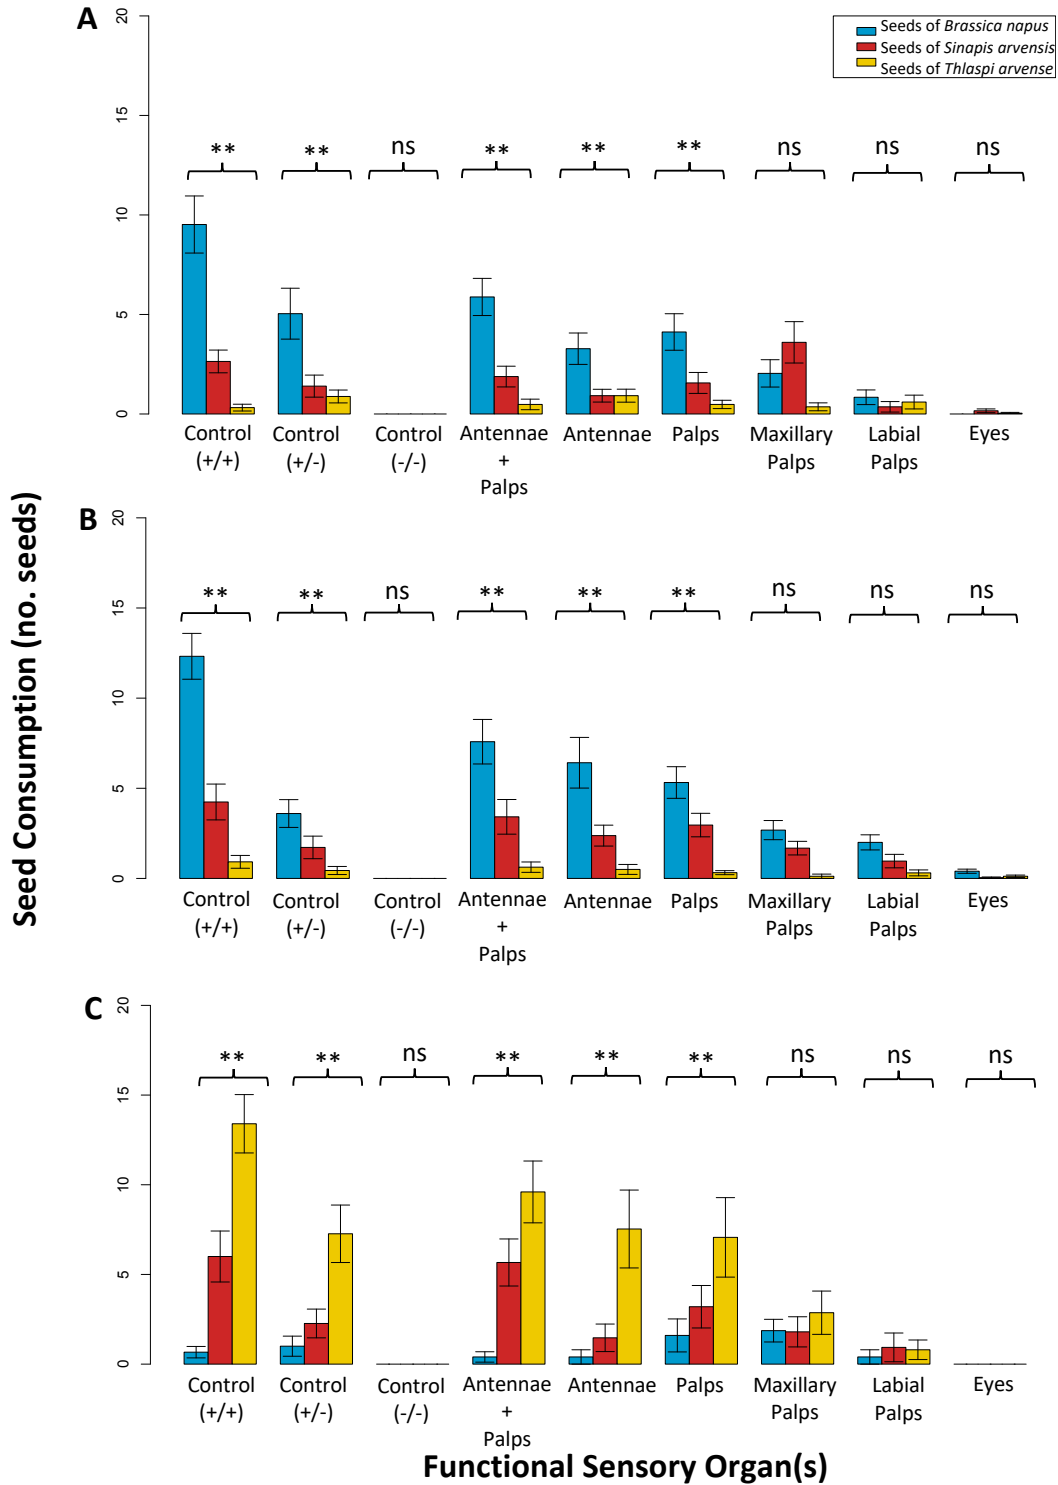 A
20
15
10
5
0
Seeds of Brassica napus
Seeds of Sinapis arvensis
Seeds of Thlaspi arvense
** ** ns ** ** ** ns ns ns
Control Control Control Antennae Antennae Palps Maxillary Labial Eyes
(+/+) (+/-) (-/-) + Palps Palps
Palps
B
20
15
10
5
0
** ** ns ** ** ** ns ns ns
Control Control Control Antennae Antennae Palps Maxillary Labial Eyes
(+/+) (+/-) (-/-) + Palps Palps
Palps
C
20
15
10
5
0
** ** ns ** ** ** ns ns ns
Control Control Control Antennae Antennae Palps Maxillary Labial Eyes
(+/+) (+/-) (-/-) + Palps Palps
Palps
Seed Consumption (no. seeds)
Functional Sensory Organ(s)